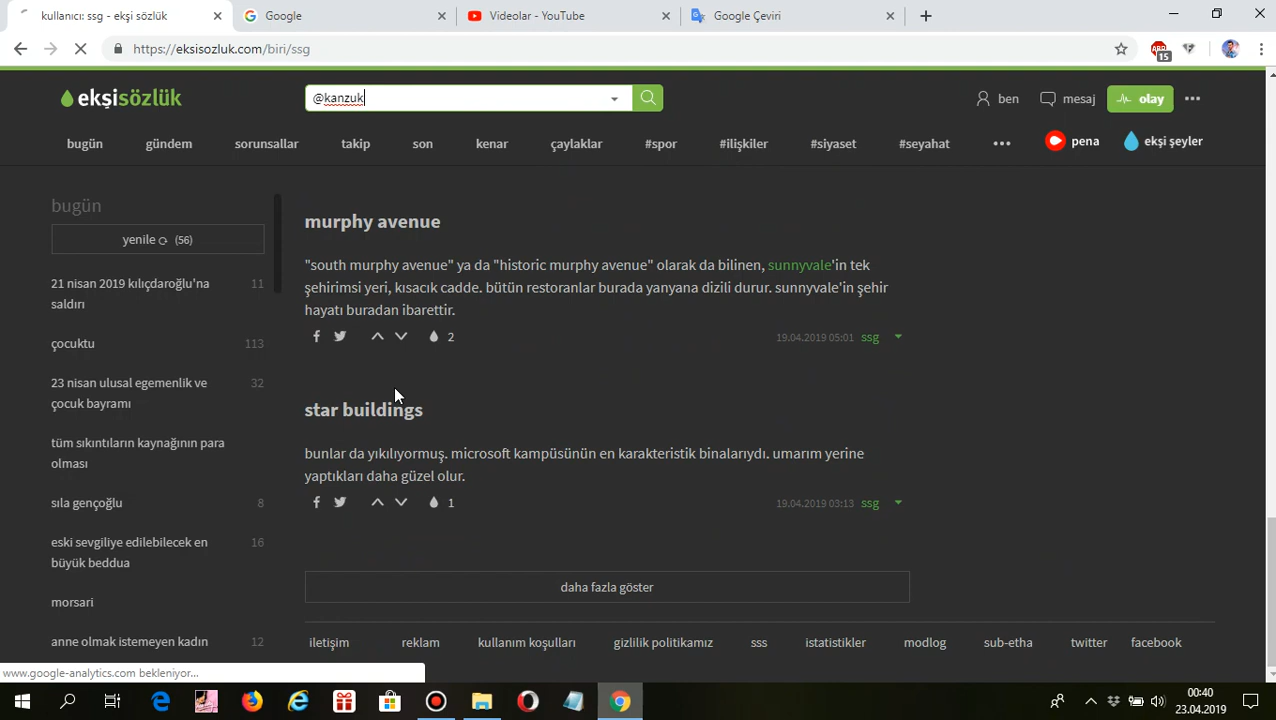 kullanıcı: ssg - ekşi sözlük
Google
Videolar - YouTube
Google Çeviri
https://eksisozluk.com/biri/ssg
15
ekşisözlük
@kanzuk
ben
mesaj
olay
bugün
gündem
sorunsallar
takip
son
kenar
çaylaklar
#spor
#ilişkiler
#siyaset
#seyahat
pena
ekşi şeyler
bugün
yenile (56)
21 nisan 2019 kılıçdaroğlu'na
saldırı
11
çocuktu
113
23 nisan ulusal egemenlik ve
çocuk bayramı
32
tüm sıkıntıların kaynağının para
olması
sıla gençoğlu
8
eski sevgiliye edilebilecek en
büyük beddua
16
morsari
anne olmak istemeyen kadın
12
murphy avenue
"south murphy avenue" ya da "historic murphy avenue" olarak da bilinen, sunnyvale'in tek
şehirimsi yeri, kısacık cadde. bütün restoranlar burada yanyana dizili durur. sunnyvale'in şehir
hayatı buradan ibarettir.
2
19.04.2019 05:01 ssg
star buildings
bunlar da yıkılıyormuş. microsoft kampüsünün en karakteristik binalarıydı. umarım yerine
yaptıkları daha güzel olur.
1
19.04.2019 03:13 ssg
daha fazla göster
iletişim
reklam
kullanım koşulları
gizlilik politikamız
sss
istatistikler
modlog
sub-etha
twitter
facebook
www.google-analytics.com bekleniyor...
00:40
23.04.2019